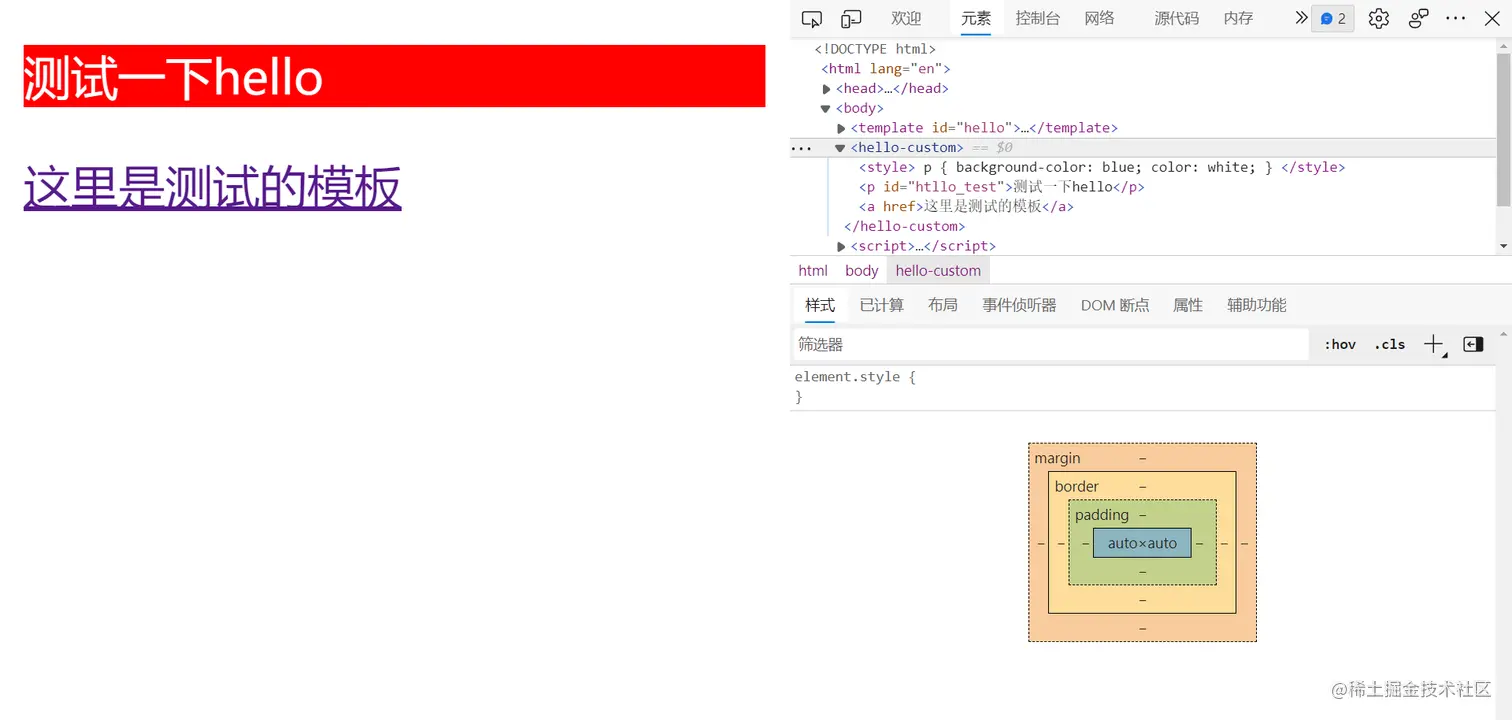 测试一下hello
这里是测试的模板
欢迎 元素 控制台 网络 源代码 内存 2
<!DOCTYPE html>
<html lang="en">
<head>…</head>
<body>
<template id="hello">…</template>
<hello-custom> == $0
<style> p { background-color: blue; color: white; } </style>
<p id="htllo_test">测试一下hello</p>
<a href>这里是测试的模板</a>
</hello-custom>
<script>…</script>
html body hello-custom
样式 已计算 布局 事件侦听器 DOM 断点 属性 辅助功能
筛选器 :hov .cls
element.style {
}
margin –
border –
padding –
– – – auto×auto – – –
–
–
–
@稀土掘金技术社区